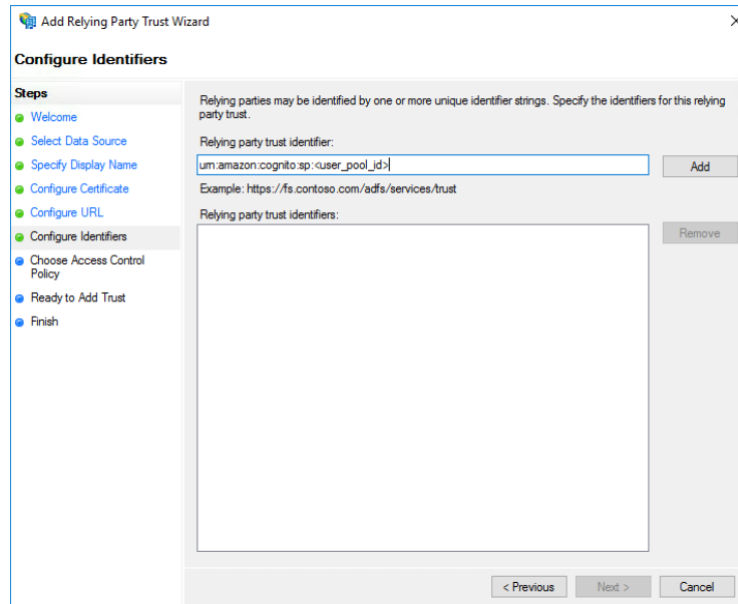 Add Relying Party Trust Wizard
Configure Identifiers
Steps
Welcome
Select Data Source
Specify Display Name
Configure Certificate
Configure URL
Configure Identifiers
Choose Access Control
Policy
Ready to Add Trust
Finish
Relying parties may be identified by one or more unique identifier strings. Specify the identifiers for this relying
party trust.
Relying party trust identifier:
urn:amazon:cognito:sp:<user_pool_id>
Add
Example: https://fs.contoso.com/adfs/services/trust
Relying party trust identifiers:
Remove
< Previous
Next >
Cancel